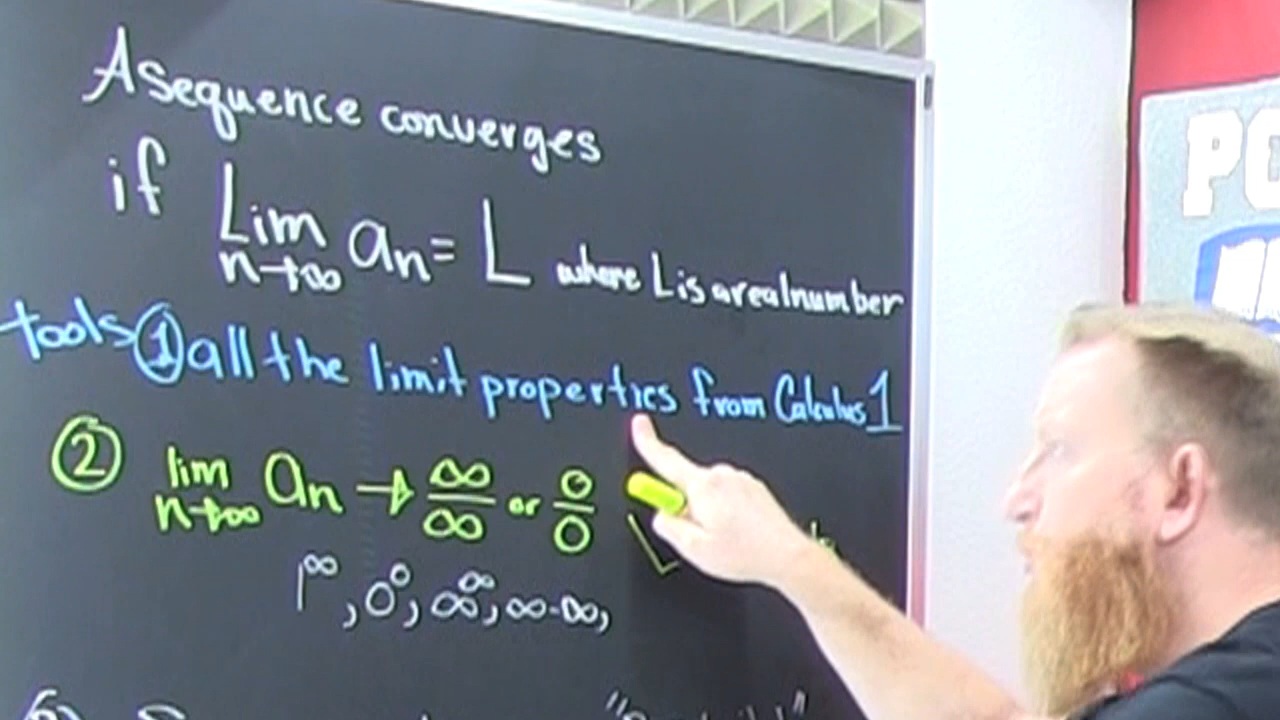 A sequence converges
if Lim n→∞ an = L where L is a real number
tools ① all the limit properties from Calculus 1
② lim n→∞ an → ∞/∞ or 0/0 L
1^∞, 0^0, ∞^∞, ∞-∞,